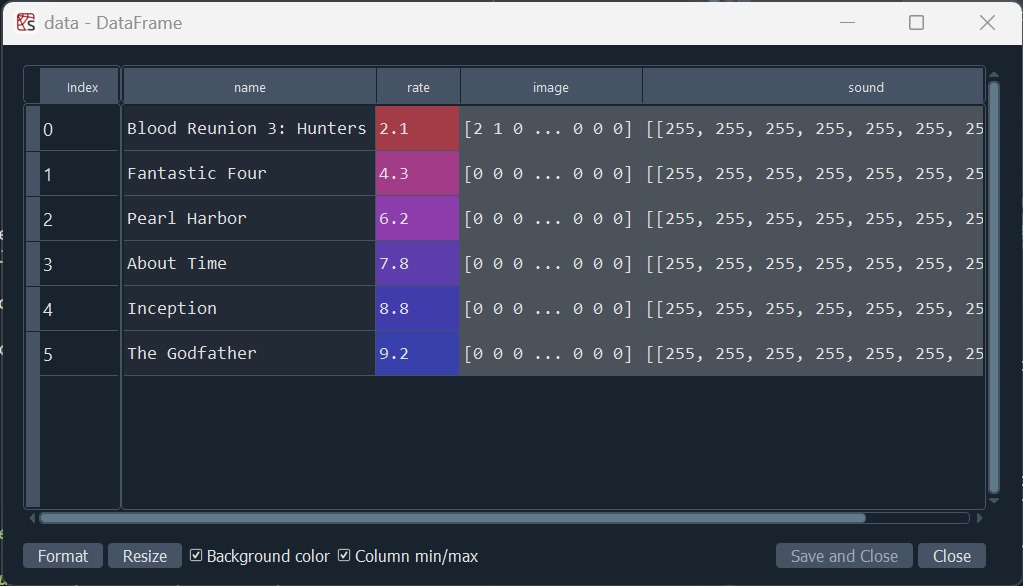 data - DataFrame
Index name rate image sound
0 Blood Reunion 3: Hunters 2.1 [2 1 0 ... 0 0 0] [[255, 255, 255, 255, 255, 255, 25
1 Fantastic Four 4.3 [0 0 0 ... 0 0 0] [[255, 255, 255, 255, 255, 255, 25
2 Pearl Harbor 6.2 [0 0 0 ... 0 0 0] [[255, 255, 255, 255, 255, 255, 25
3 About Time 7.8 [0 0 0 ... 0 0 0] [[255, 255, 255, 255, 255, 255, 25
4 Inception 8.8 [0 0 0 ... 0 0 0] [[255, 255, 255, 255, 255, 255, 25
5 The Godfather 9.2 [0 0 0 ... 0 0 0] [[255, 255, 255, 255, 255, 255, 25
Format Resize Background color Column min/max Save and Close Close